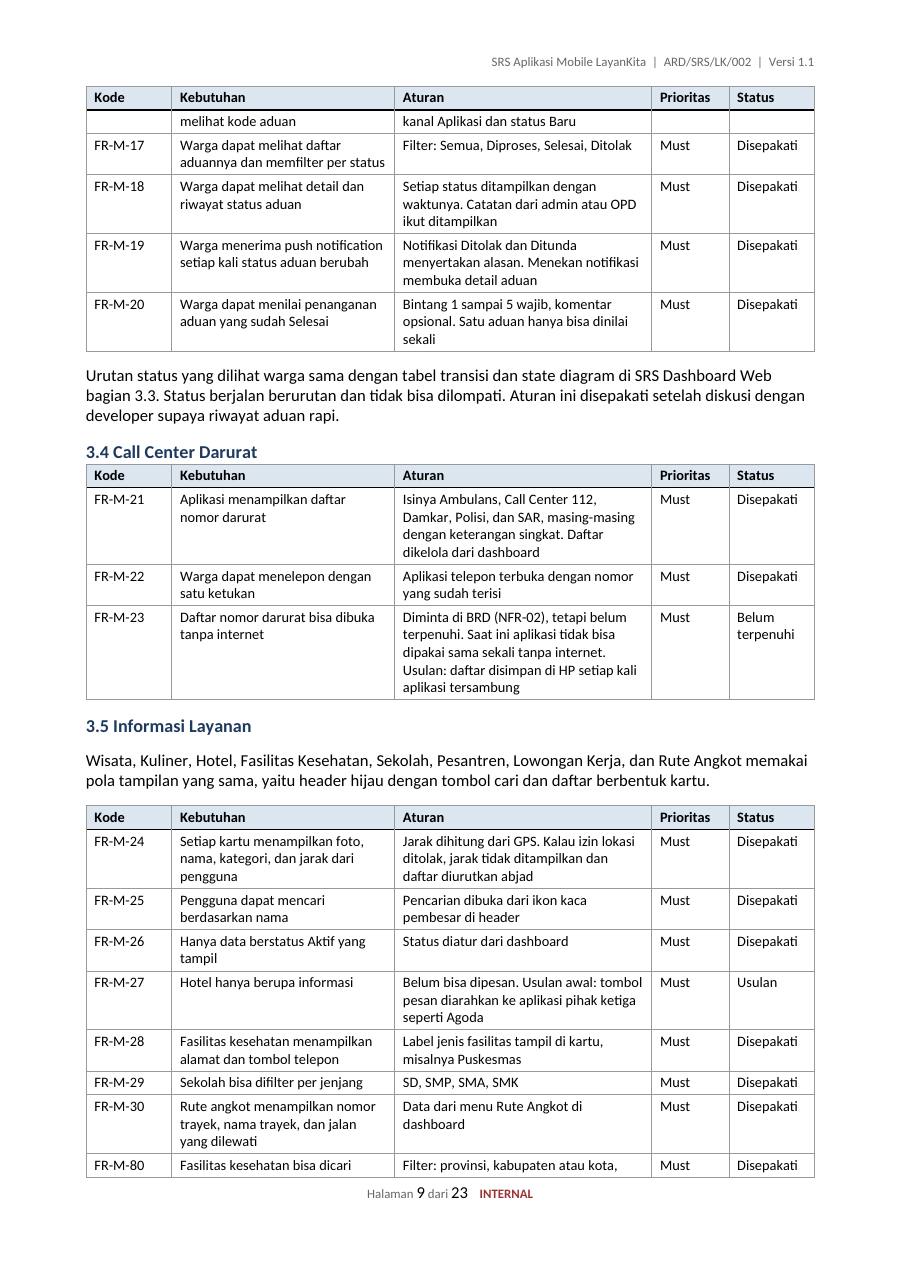 SRS Aplikasi Mobile LayanKita | ARD/SRS/LK/002 | Versi 1.1
Kode Kebutuhan Aturan Prioritas Status
melihat kode aduan kanal Aplikasi dan status Baru
FR-M-17 Warga dapat melihat daftar Filter: Semua, Diproses, Selesai, Ditolak Must Disepakati
aduannya dan memfilter per status
FR-M-18 Warga dapat melihat detail dan Setiap status ditampilkan dengan Must Disepakati
riwayat status aduan waktunya. Catatan dari admin atau OPD
ikut ditampilkan
FR-M-19 Warga menerima push notification Notifikasi Ditolak dan Ditunda Must Disepakati
setiap kali status aduan berubah menyertakan alasan. Menekan notifikasi
membuka detail aduan
FR-M-20 Warga dapat menilai penanganan Bintang 1 sampai 5 wajib, komentar Must Disepakati
aduan yang sudah Selesai opsional. Satu aduan hanya bisa dinilai
sekali
Urutan status yang dilihat warga sama dengan tabel transisi dan state diagram di SRS Dashboard Web
bagian 3.3. Status berjalan berurutan dan tidak bisa dilompati. Aturan ini disepakati setelah diskusi dengan
developer supaya riwayat aduan rapi.
3.4 Call Center Darurat
Kode Kebutuhan Aturan Prioritas Status
FR-M-21 Aplikasi menampilkan daftar Isinya Ambulans, Call Center 112, Must Disepakati
nomor darurat Damkar, Polisi, dan SAR, masing-masing
dengan keterangan singkat. Daftar
dikelola dari dashboard
FR-M-22 Warga dapat menelepon dengan Aplikasi telepon terbuka dengan nomor Must Disepakati
satu ketukan yang sudah terisi
FR-M-23 Daftar nomor darurat bisa dibuka Diminta di BRD (NFR-02), tetapi belum Must Belum
tanpa internet terpenuhi. Saat ini aplikasi tidak bisa terpenuhi
dipakai sama sekali tanpa internet.
Usulan: daftar disimpan di HP setiap kali
aplikasi tersambung
3.5 Informasi Layanan
Wisata, Kuliner, Hotel, Fasilitas Kesehatan, Sekolah, Pesantren, Lowongan Kerja, dan Rute Angkot memakai
pola tampilan yang sama, yaitu header hijau dengan tombol cari dan daftar berbentuk kartu.
Kode Kebutuhan Aturan Prioritas Status
FR-M-24 Setiap kartu menampilkan foto, Jarak dihitung dari GPS. Kalau izin lokasi Must Disepakati
nama, kategori, dan jarak dari ditolak, jarak tidak ditampilkan dan
pengguna daftar diurutkan abjad
FR-M-25 Pengguna dapat mencari Pencarian dibuka dari ikon kaca Must Disepakati
berdasarkan nama pembesar di header
FR-M-26 Hanya data berstatus Aktif yang Status diatur dari dashboard Must Disepakati
tampil
FR-M-27 Hotel hanya berupa informasi Belum bisa dipesan. Usulan awal: tombol Must Usulan
pesan diarahkan ke aplikasi pihak ketiga
seperti Agoda
FR-M-28 Fasilitas kesehatan menampilkan Label jenis fasilitas tampil di kartu, Must Disepakati
alamat dan tombol telepon misalnya Puskesmas
FR-M-29 Sekolah bisa difilter per jenjang SD, SMP, SMA, SMK Must Disepakati
FR-M-30 Rute angkot menampilkan nomor Data dari menu Rute Angkot di Must Disepakati
trayek, nama trayek, dan jalan dashboard
yang dilewati
FR-M-80 Fasilitas kesehatan bisa dicari Filter: provinsi, kabupaten atau kota, Must Disepakati
Halaman 9 dari 23 INTERNAL